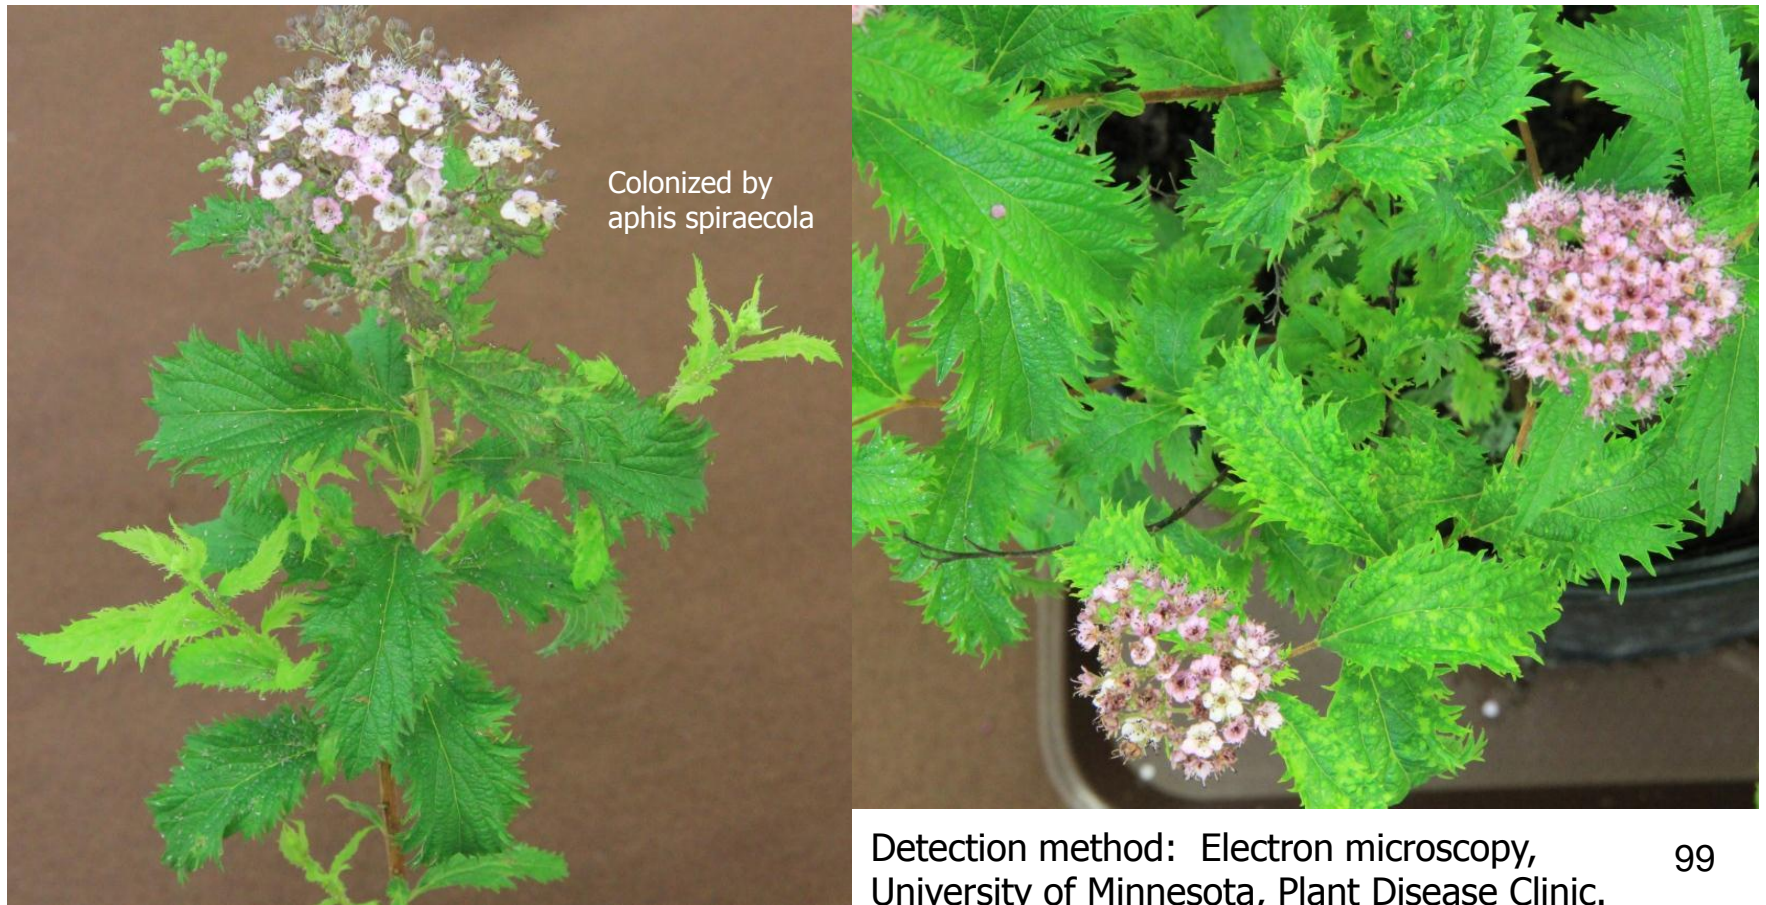 Colonized by
aphis spiraecola
Detection method:  Electron microscopy,
University of Minnesota, Plant Disease Clinic.
99